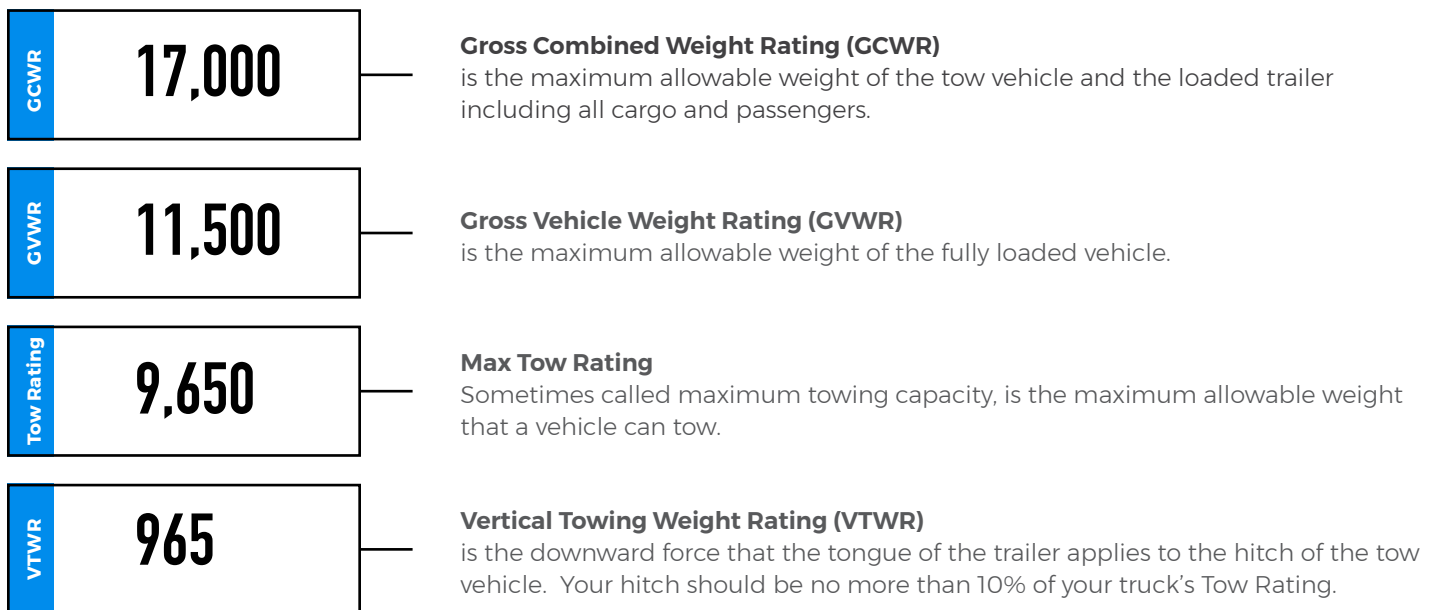 GCWR
17,000
Gross Combined Weight Rating (GCWR)
is the maximum allowable weight of the tow vehicle and the loaded trailer
including all cargo and passengers.
GVWR
11,500
Gross Vehicle Weight Rating (GVWR)
is the maximum allowable weight of the fully loaded vehicle.
Tow Rating
9,650
Max Tow Rating
Sometimes called maximum towing capacity, is the maximum allowable weight
that a vehicle can tow.
VTWR
965
Vertical Towing Weight Rating (VTWR)
is the downward force that the tongue of the trailer applies to the hitch of the tow
vehicle.  Your hitch should be no more than 10% of your truck's Tow Rating.